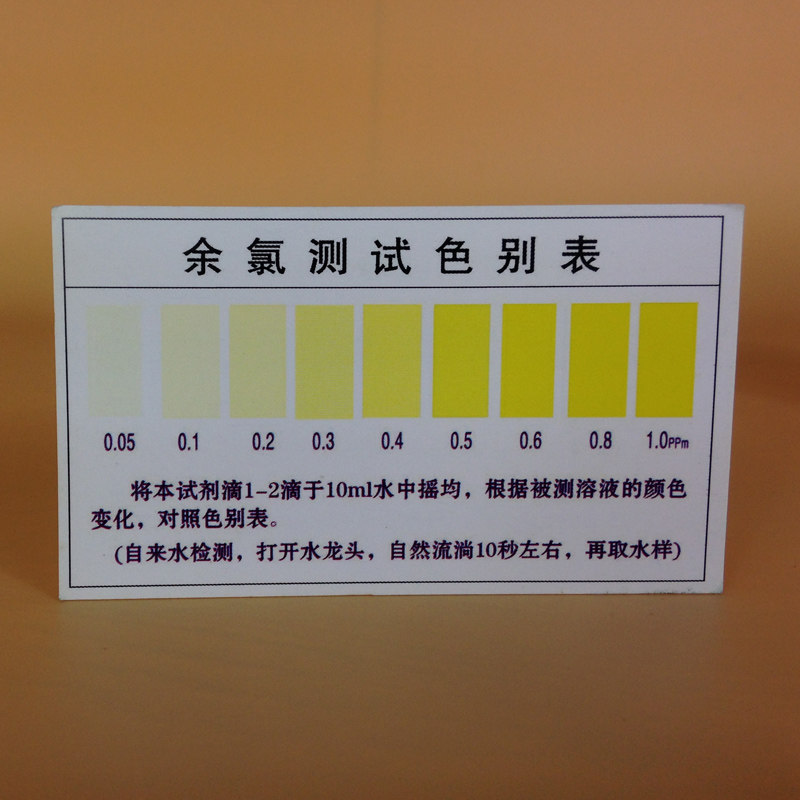 余氯测试色别表
0.05 0.1 0.2 0.3 0.4 0.5 0.6 0.8 1.0PPm
将本试剂滴1-2滴于10ml水中摇均，根据被测溶液的颜色
变化，对照色别表。
(自来水检测，打开水龙头，自然流淌10秒左右，再取水样)